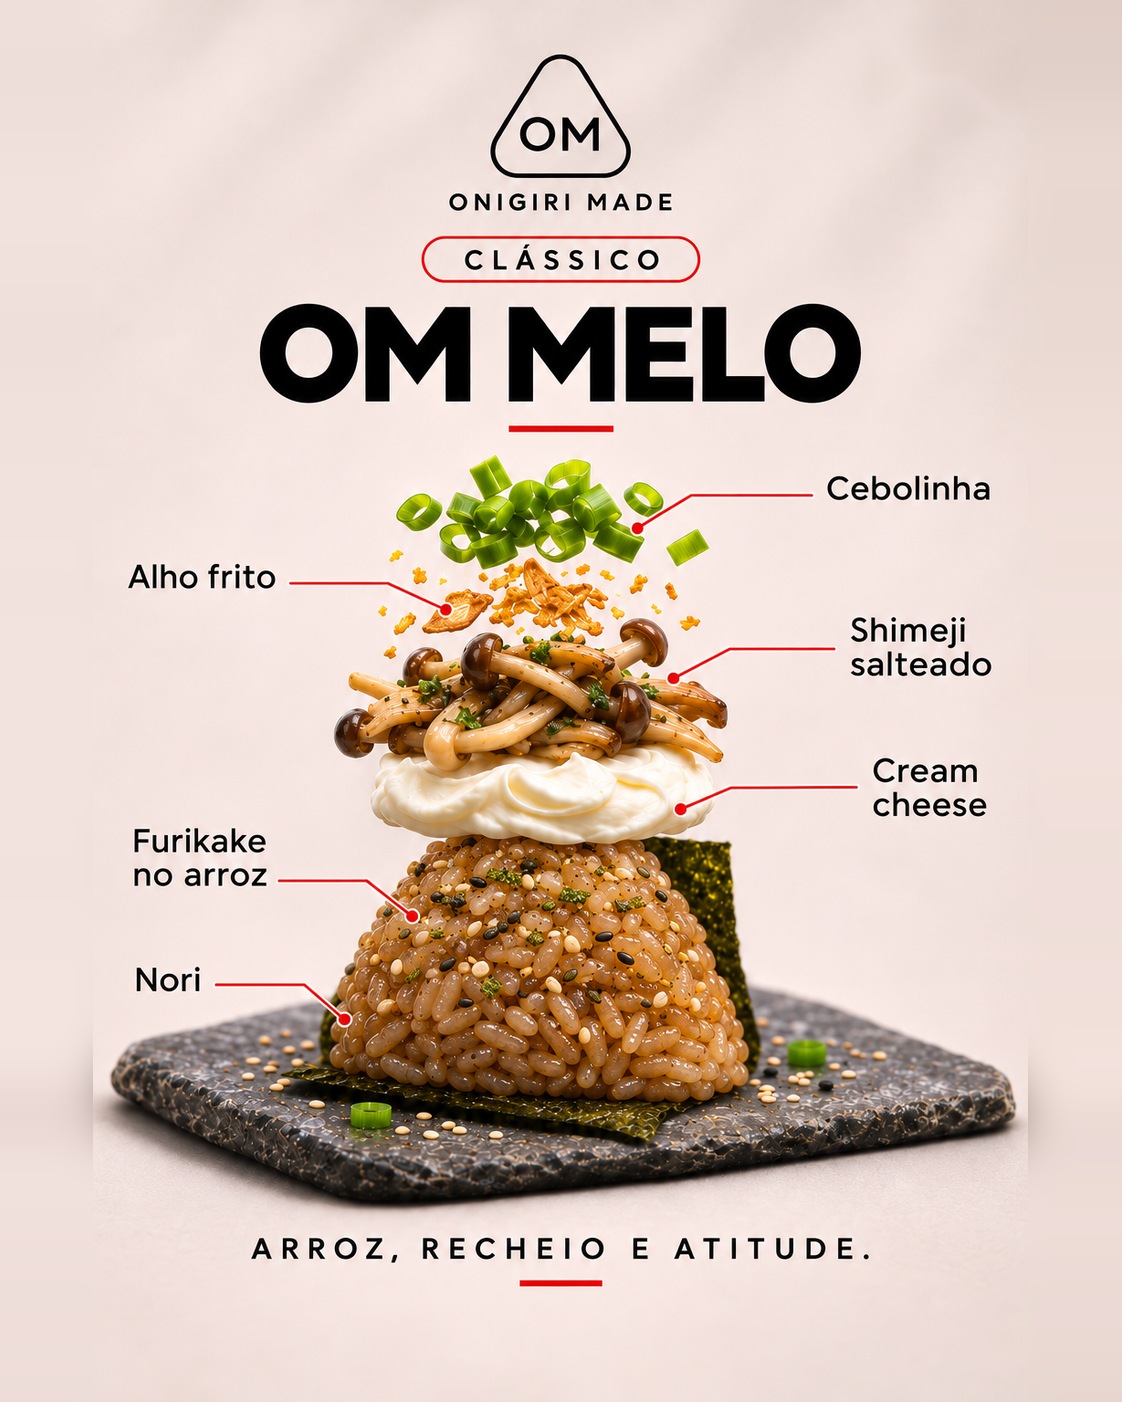 OM
ONIGIRI MADE
CLÁSSICO
OM MELO
Cebolinha
Alho frito
Shimeji
salteado
Cream
cheese
Furikake
no arroz
Nori
ARROZ, RECHEIO E ATITUDE.